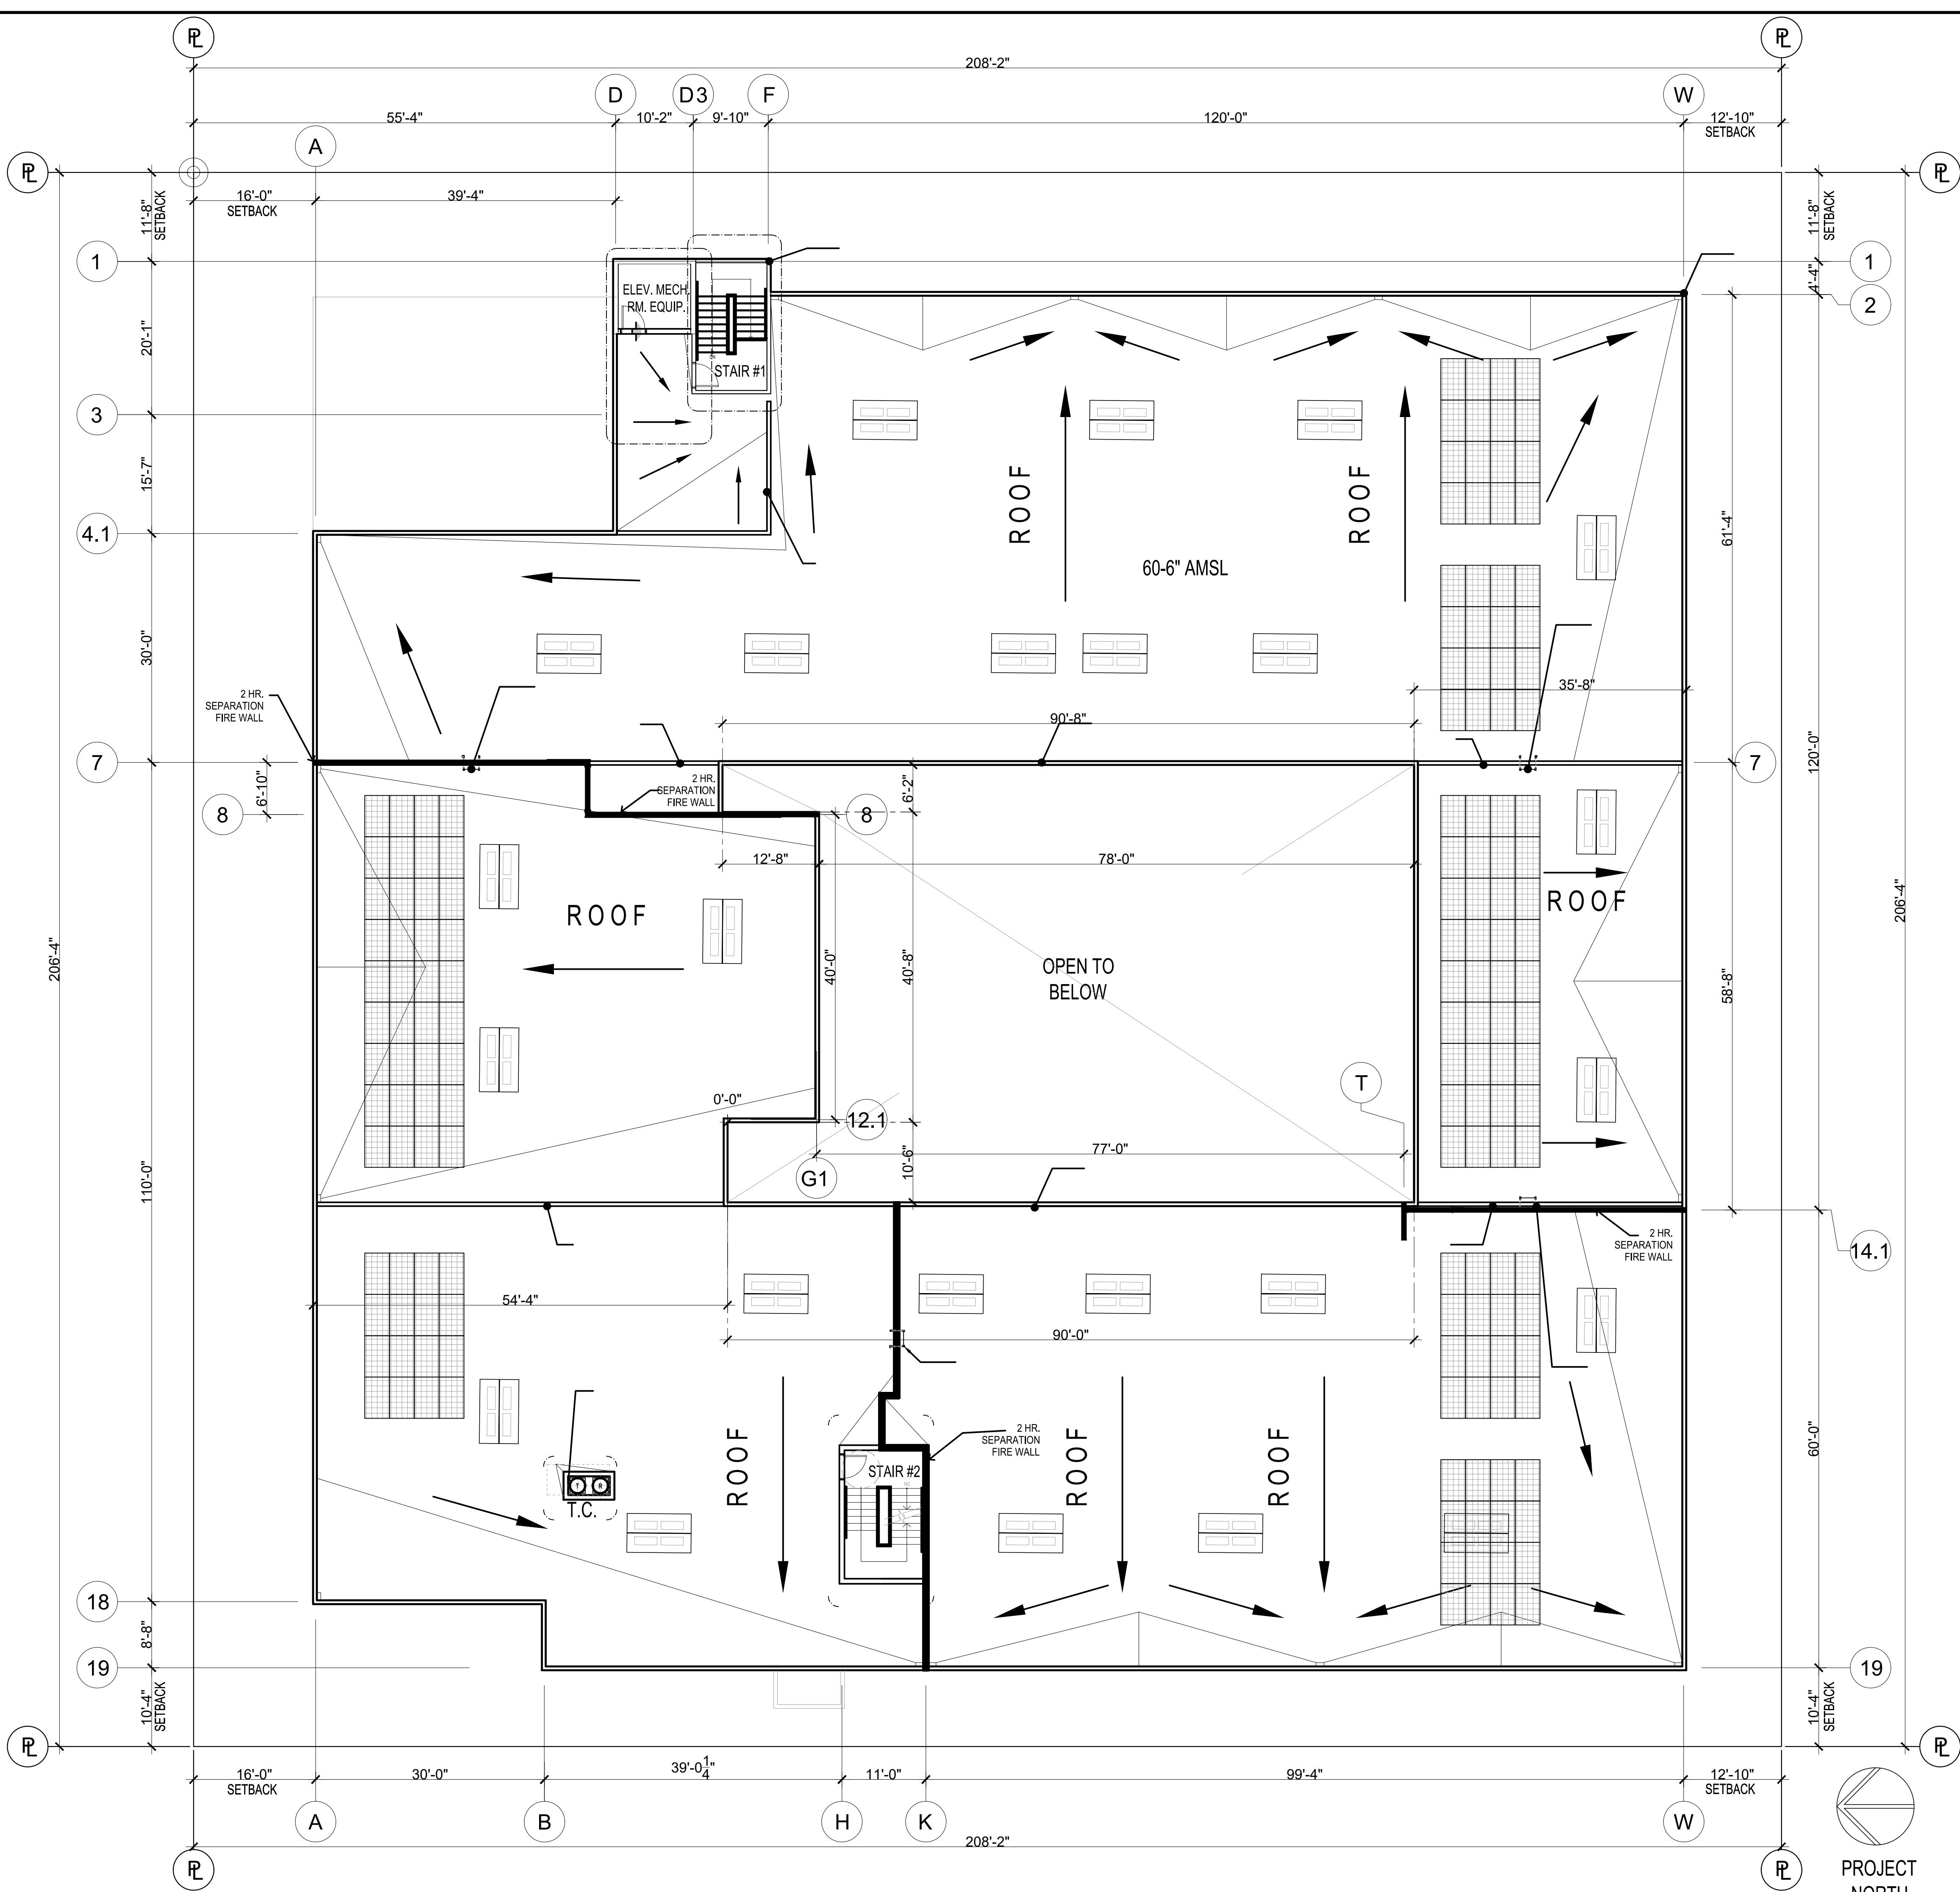 PL
PL
208'-2"
D
D3
F
W
55'-4"
10'-2"
9'-10"
120'-0"
12'-10"
SETBACK
A
PL
PL
16'-0"
SETBACK
39'-4"
11'-8"
SETBACK
11'-8"
SETBACK
1
1
4'-4"
2
ELEV. MECH.
RM. EQUIP.
STAIR #1
20'-1"
3
15'-7"
4.1
ROOF
ROOF
60-6" AMSL
61'-4"
30'-0"
120'-0"
2 HR.
SEPARATION
FIRE WALL
35'-8"
90'-8"
7
7
6'-10"
8
2 HR.
SEPARATION
FIRE WALL
6'-2"
8
12'-8"
78'-0"
ROOF
ROOF
206'-4"
206'-4"
40'-0"
40'-8"
OPEN TO
BELOW
58'-8"
T
0'-0"
12.1
77'-0"
10'-6"
G1
110'-0"
2 HR.
SEPARATION
FIRE WALL
14.1
54'-4"
90'-0"
ROOF
2 HR.
SEPARATION
FIRE WALL
ROOF
ROOF
60'-0"
STAIR #2
T
R
T.C.
18
8'-8"
19
19
10'-4"
SETBACK
10'-4"
SETBACK
PL
PL
16'-0"
SETBACK
30'-0"
39'-0 1/4"
11'-0"
99'-4"
12'-10"
SETBACK
A
B
H
K
W
208'-2"
PL
PL
PROJECT
NORTH